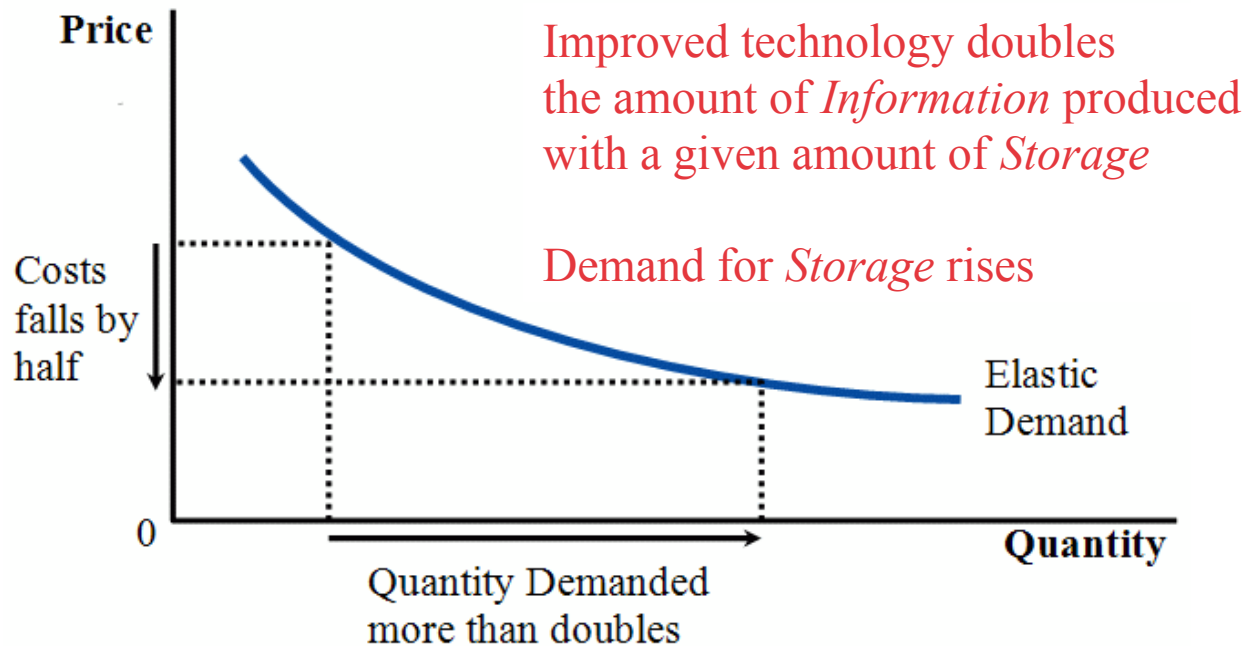 Price
Improved technology doubles
the amount of Information produced
with a given amount of Storage
Demand for Storage rises
Costs
falls by
half
Elastic
Demand
0
Quantity
Quantity Demanded
more than doubles